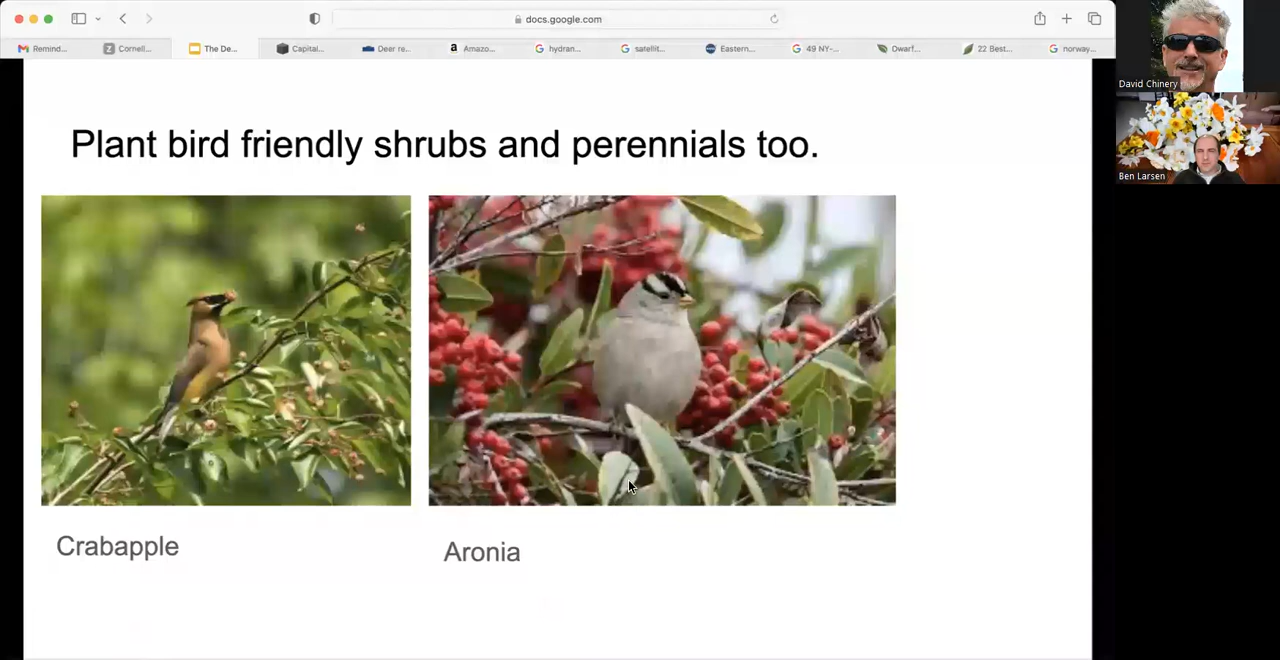 docs.google.com
Remind...
Cornell...
The De...
Capital...
Deer re...
Amazo...
hydran...
satellit...
Eastern...
49 NY-...
Dwarf...
22 Best...
norway...
David Chinery
Ben Larsen
Plant bird friendly shrubs and perennials too.
Crabapple
Aronia